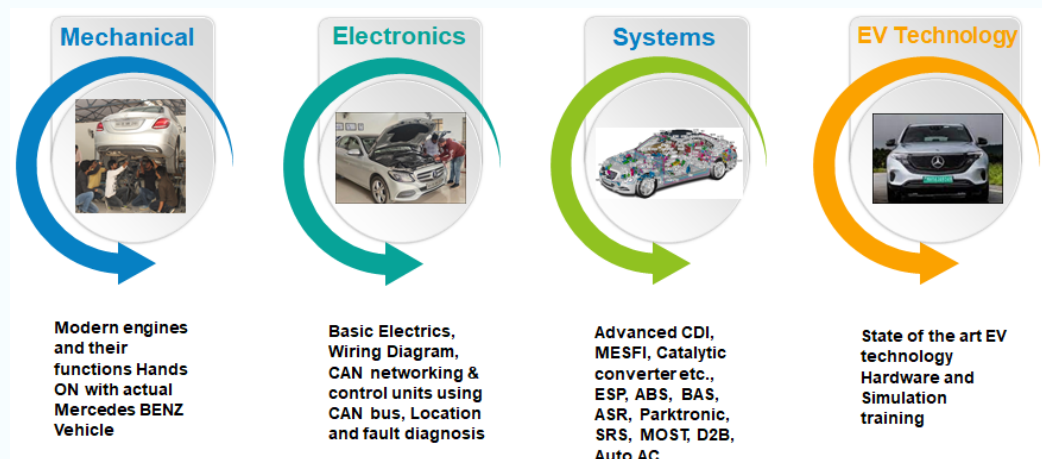 Mechanical
Modern engines
and their
functions Hands
ON with actual
Mercedes BENZ
Vehicle
Electronics
Basic Electrics,
Wiring Diagram,
CAN networking &
control units using
CAN bus, Location
and fault diagnosis
Systems
Advanced CDI,
MESFI, Catalytic
converter etc.,
ESP, ABS, BAS,
ASR, Parktronic,
SRS, MOST, D2B,
Auto AC
EV Technology
State of the art EV
technology
Hardware and
Simulation
training